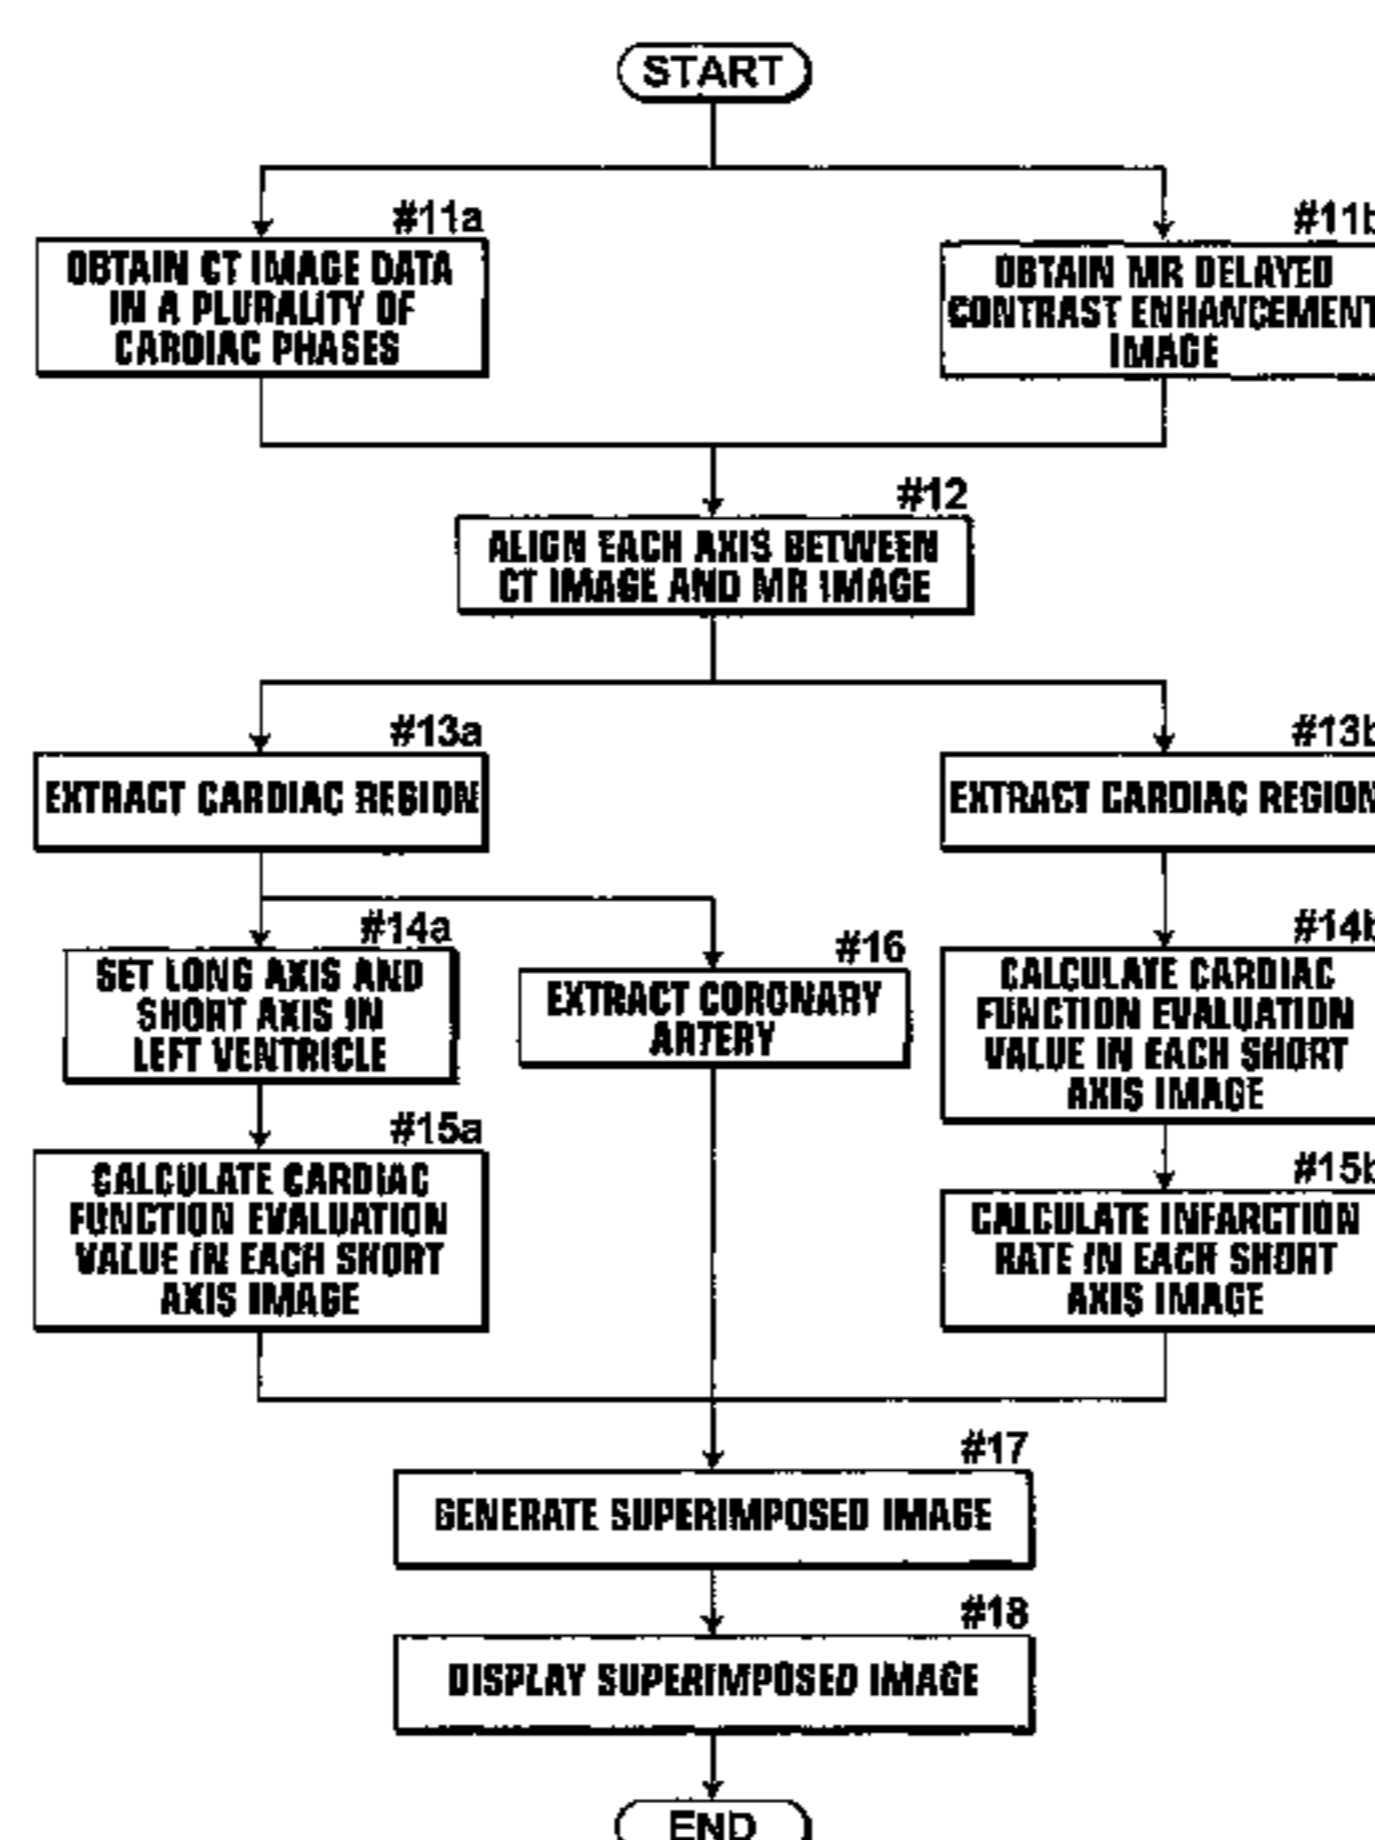 START
#11a
OBTAIN CT IMAGE DATA
IN A PLURALITY OF
CARDIAC PHASES
#11b
OBTAIN MR DELAYED
CONTRAST ENHANCEMENT
IMAGE
#12
ALIGN EACH AXIS BETWEEN
CT IMAGE AND MR IMAGE
#13a
EXTRACT CARDIAC REGION
#13b
EXTRACT CARDIAC REGION
#14a
SET LONG AXIS AND
SHORT AXIS IN
LEFT VENTRICLE
#16
EXTRACT CORONARY
ARTERY
#14b
CALCULATE CARDIAC
FUNCTION EVALUATION
VALUE IN EACH SHORT
AXIS IMAGE
#15a
CALCULATE CARDIAC
FUNCTION EVALUATION
VALUE IN EACH SHORT
AXIS IMAGE
#15b
CALCULATE INFARCTION
RATE IN EACH SHORT
AXIS IMAGE
#17
GENERATE SUPERIMPOSED IMAGE
#18
DISPLAY SUPERIMPOSED IMAGE
END